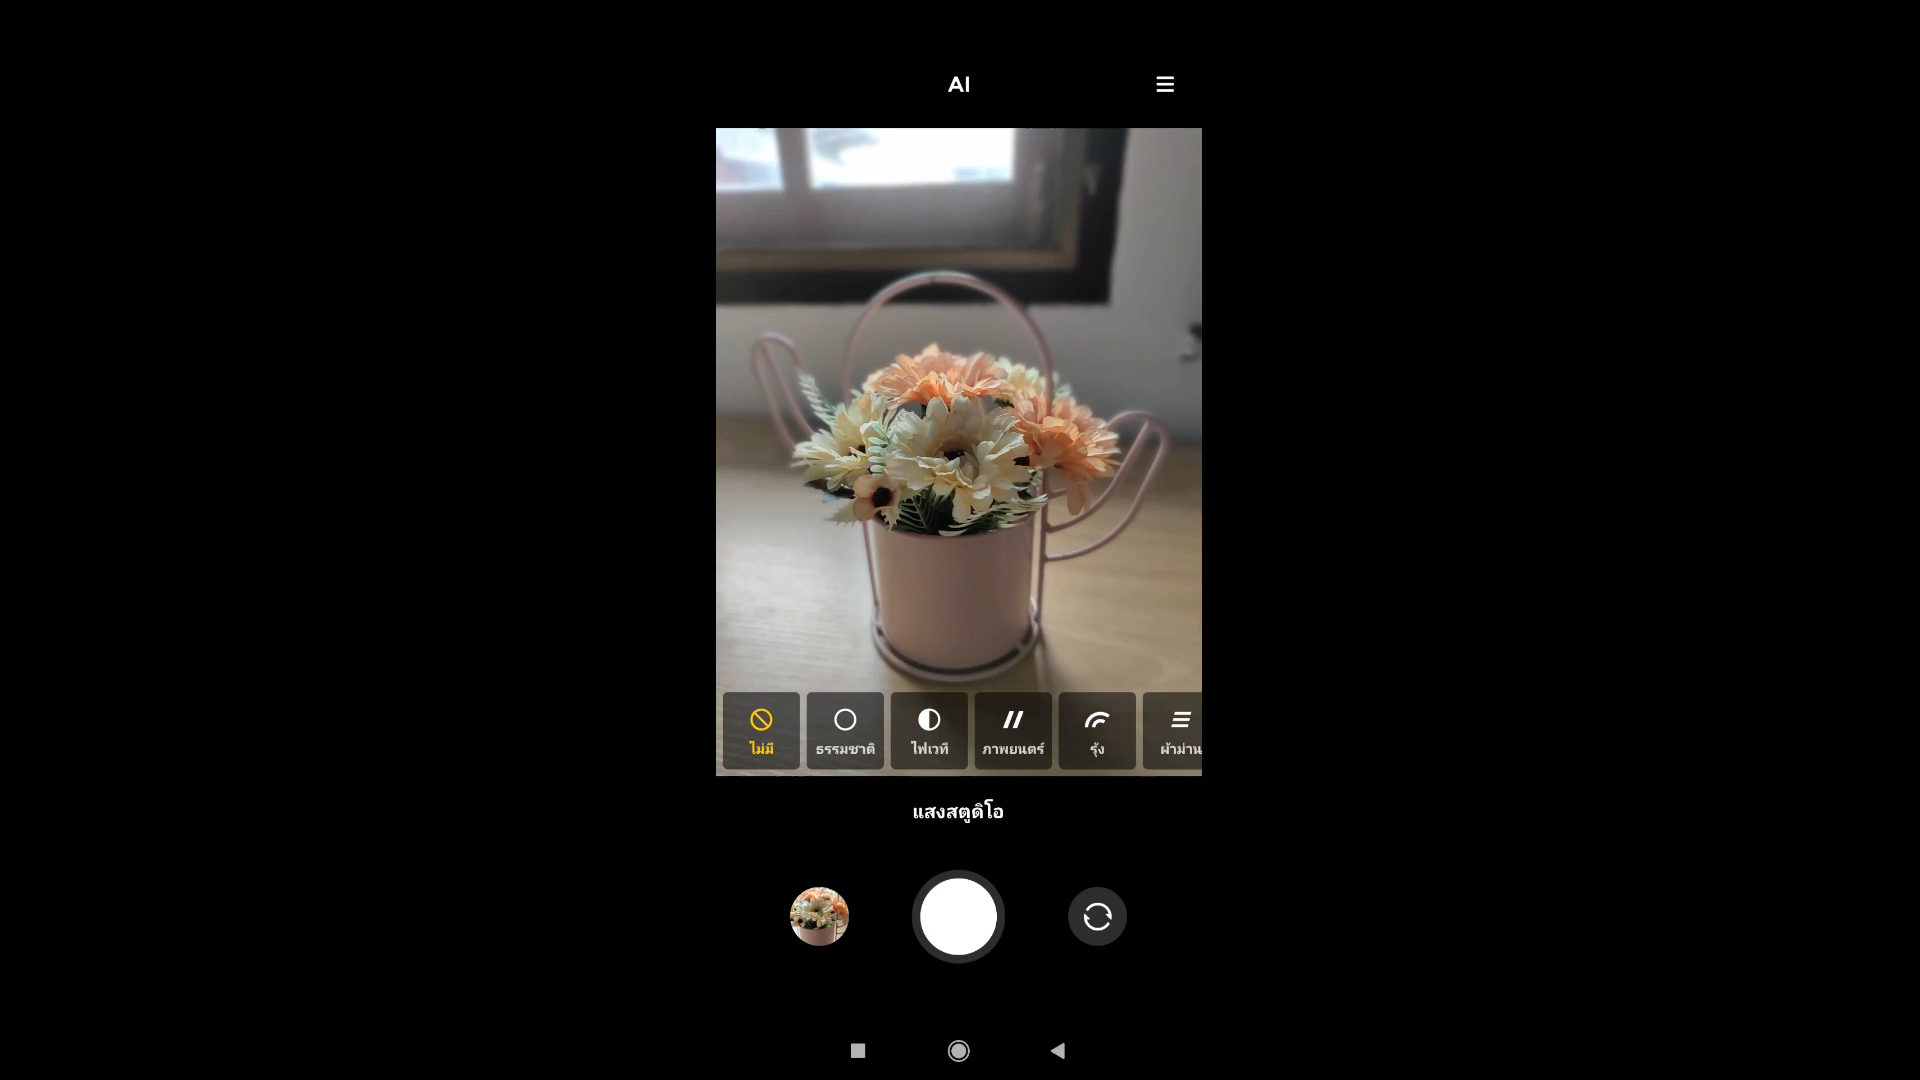 AI
ไม่มี
ธรรมชาติ
ไฟเวที
ภาพยนตร์
รุ้ง
ผ้าม่าน
แสงสตูดิโอ